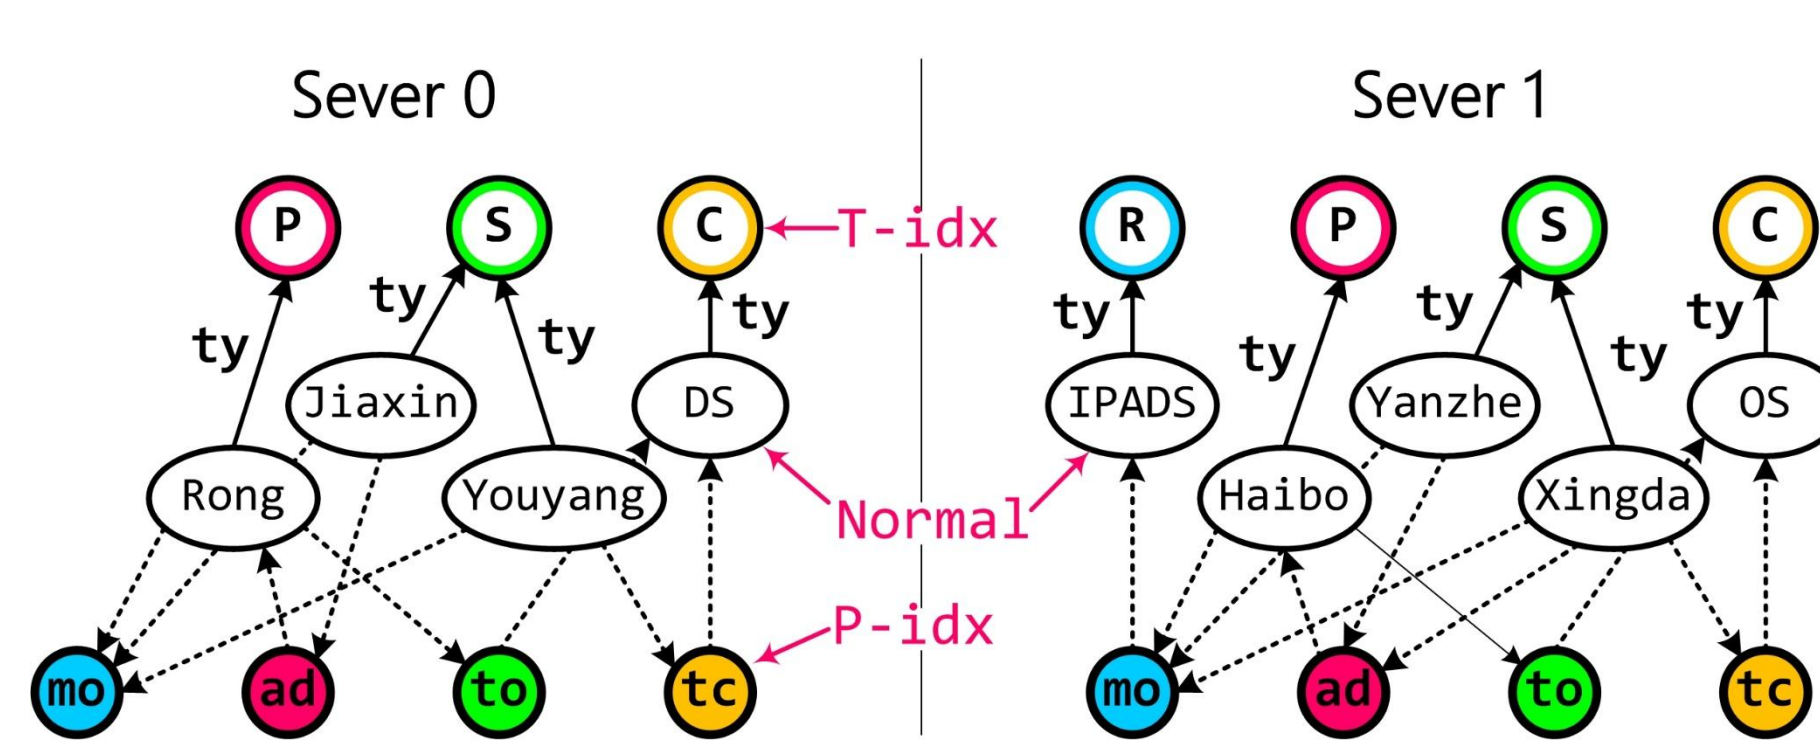 Sever 0
Sever 1
P
S
C
T-idx
R
P
S
C
ty
ty
ty
ty
ty
ty
ty
ty
ty
Jiaxin
DS
IPADS
Yanzhe
OS
Rong
Youyang
Normal
Haibo
Xingda
P-idx
mo
ad
to
tc
mo
ad
to
tc